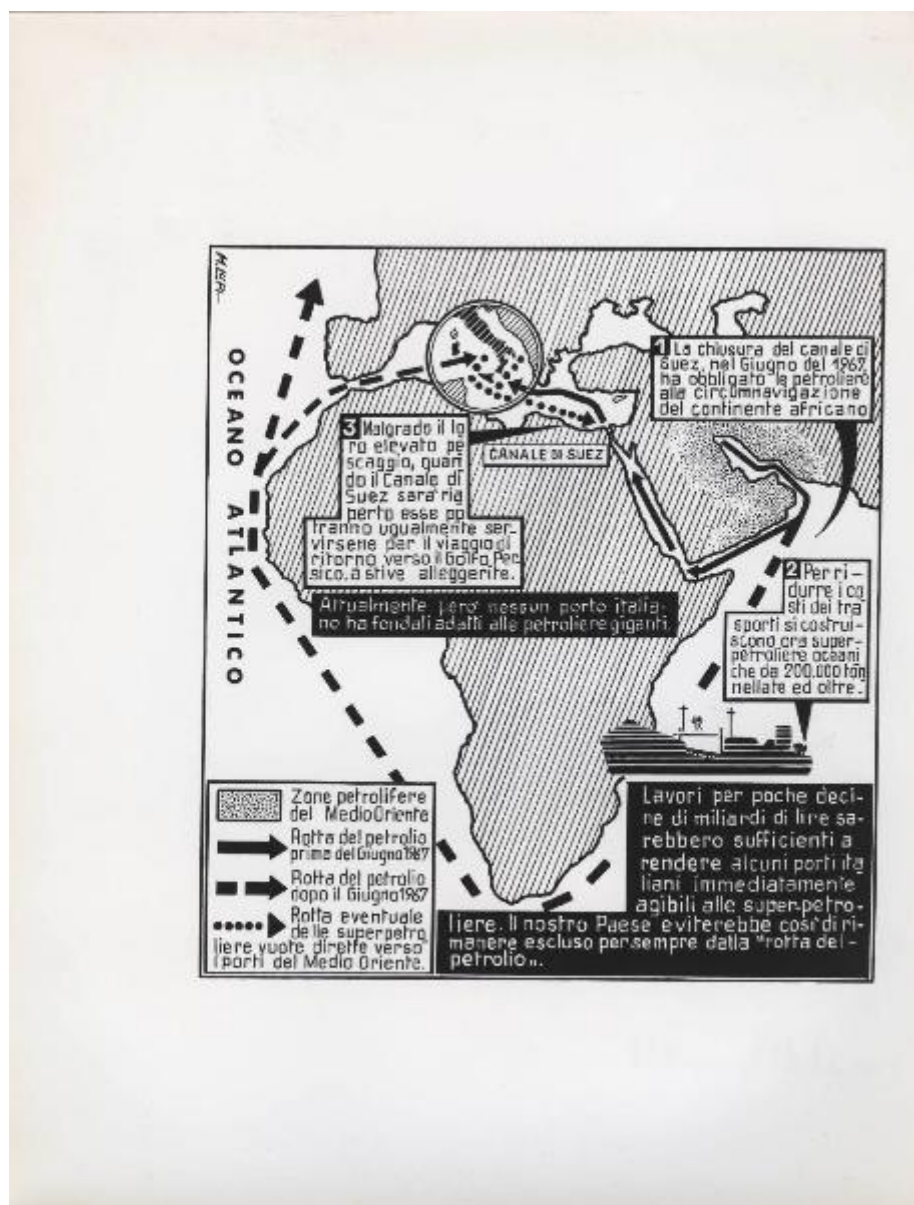 OCEANO ATLANTICO
1 La chiusura del canale di
Suez, nel Giugno del 1967,
ha obbligato le petroliere
alla circumnavigazione
del continente africano
3 Malgrado il lo
ro elevato pe
scaggio, quan
do il Canale di
Suez sara' ria
perto esse po
tranno ugualmente ser-
virsene per il viaggio di
ritorno verso il Golfo Per-
sico, a stive alleggerite.
CANALE DI SUEZ
Attualmente pero' nessun porto italia-
no ha fondali adatti alle petroliere giganti.
2 Per ri-
durre i co
sti dei tra
sporti si costrui-
scono ora super-
petroliere oceani
che da 200.000 ton
nellate ed oltre.
Zone petrolifere
del Medio Oriente
Rotta del petrolio
prima del Giugno 1967
Rotta del petrolio
dopo il Giugno 1967
Rotta eventuale
delle superpetro
liere vuote dirette verso
i porti del Medio Oriente.
Lavori per poche deci-
ne di miliardi di lire sa-
rebbero sufficienti a
rendere alcuni porti ita
liani immediatamente
agibili alle super-petro-
liere. Il nostro Paese eviterebbe cosi' di ri-
manere escluso per sempre dalla "rotta del-
petrolio".